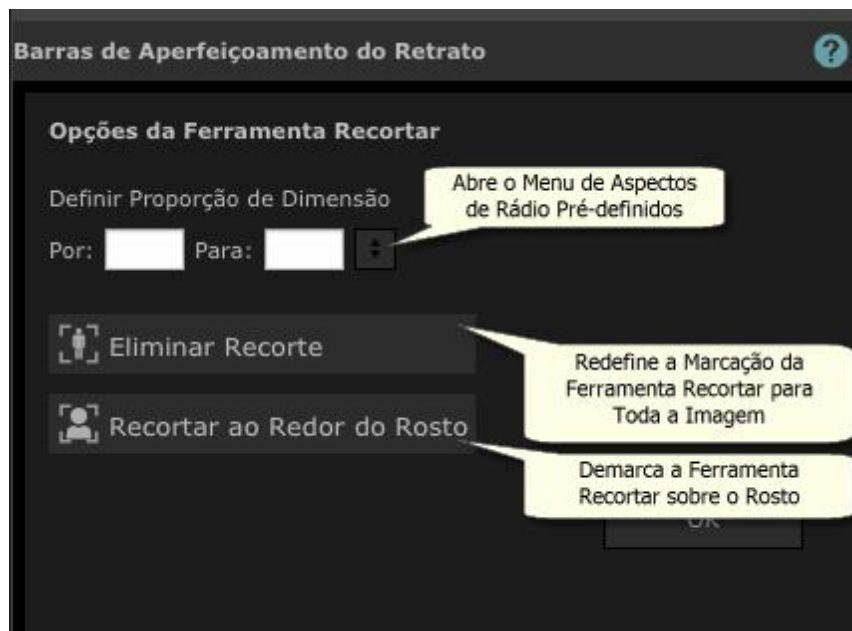 Barras de Aperfeiçoamento do Retrato
?
Opções da Ferramenta Recortar
Definir Proporção de Dimensão
Abre o Menu de Aspectos
de Rádio Pré-definidos
Por:
Para:
Eliminar Recorte
Redefine a Marcação da
Ferramenta Recortar para
Toda a Imagem
Recortar ao Redor do Rosto
Demarca a Ferramenta
Recortar sobre o Rosto
OK